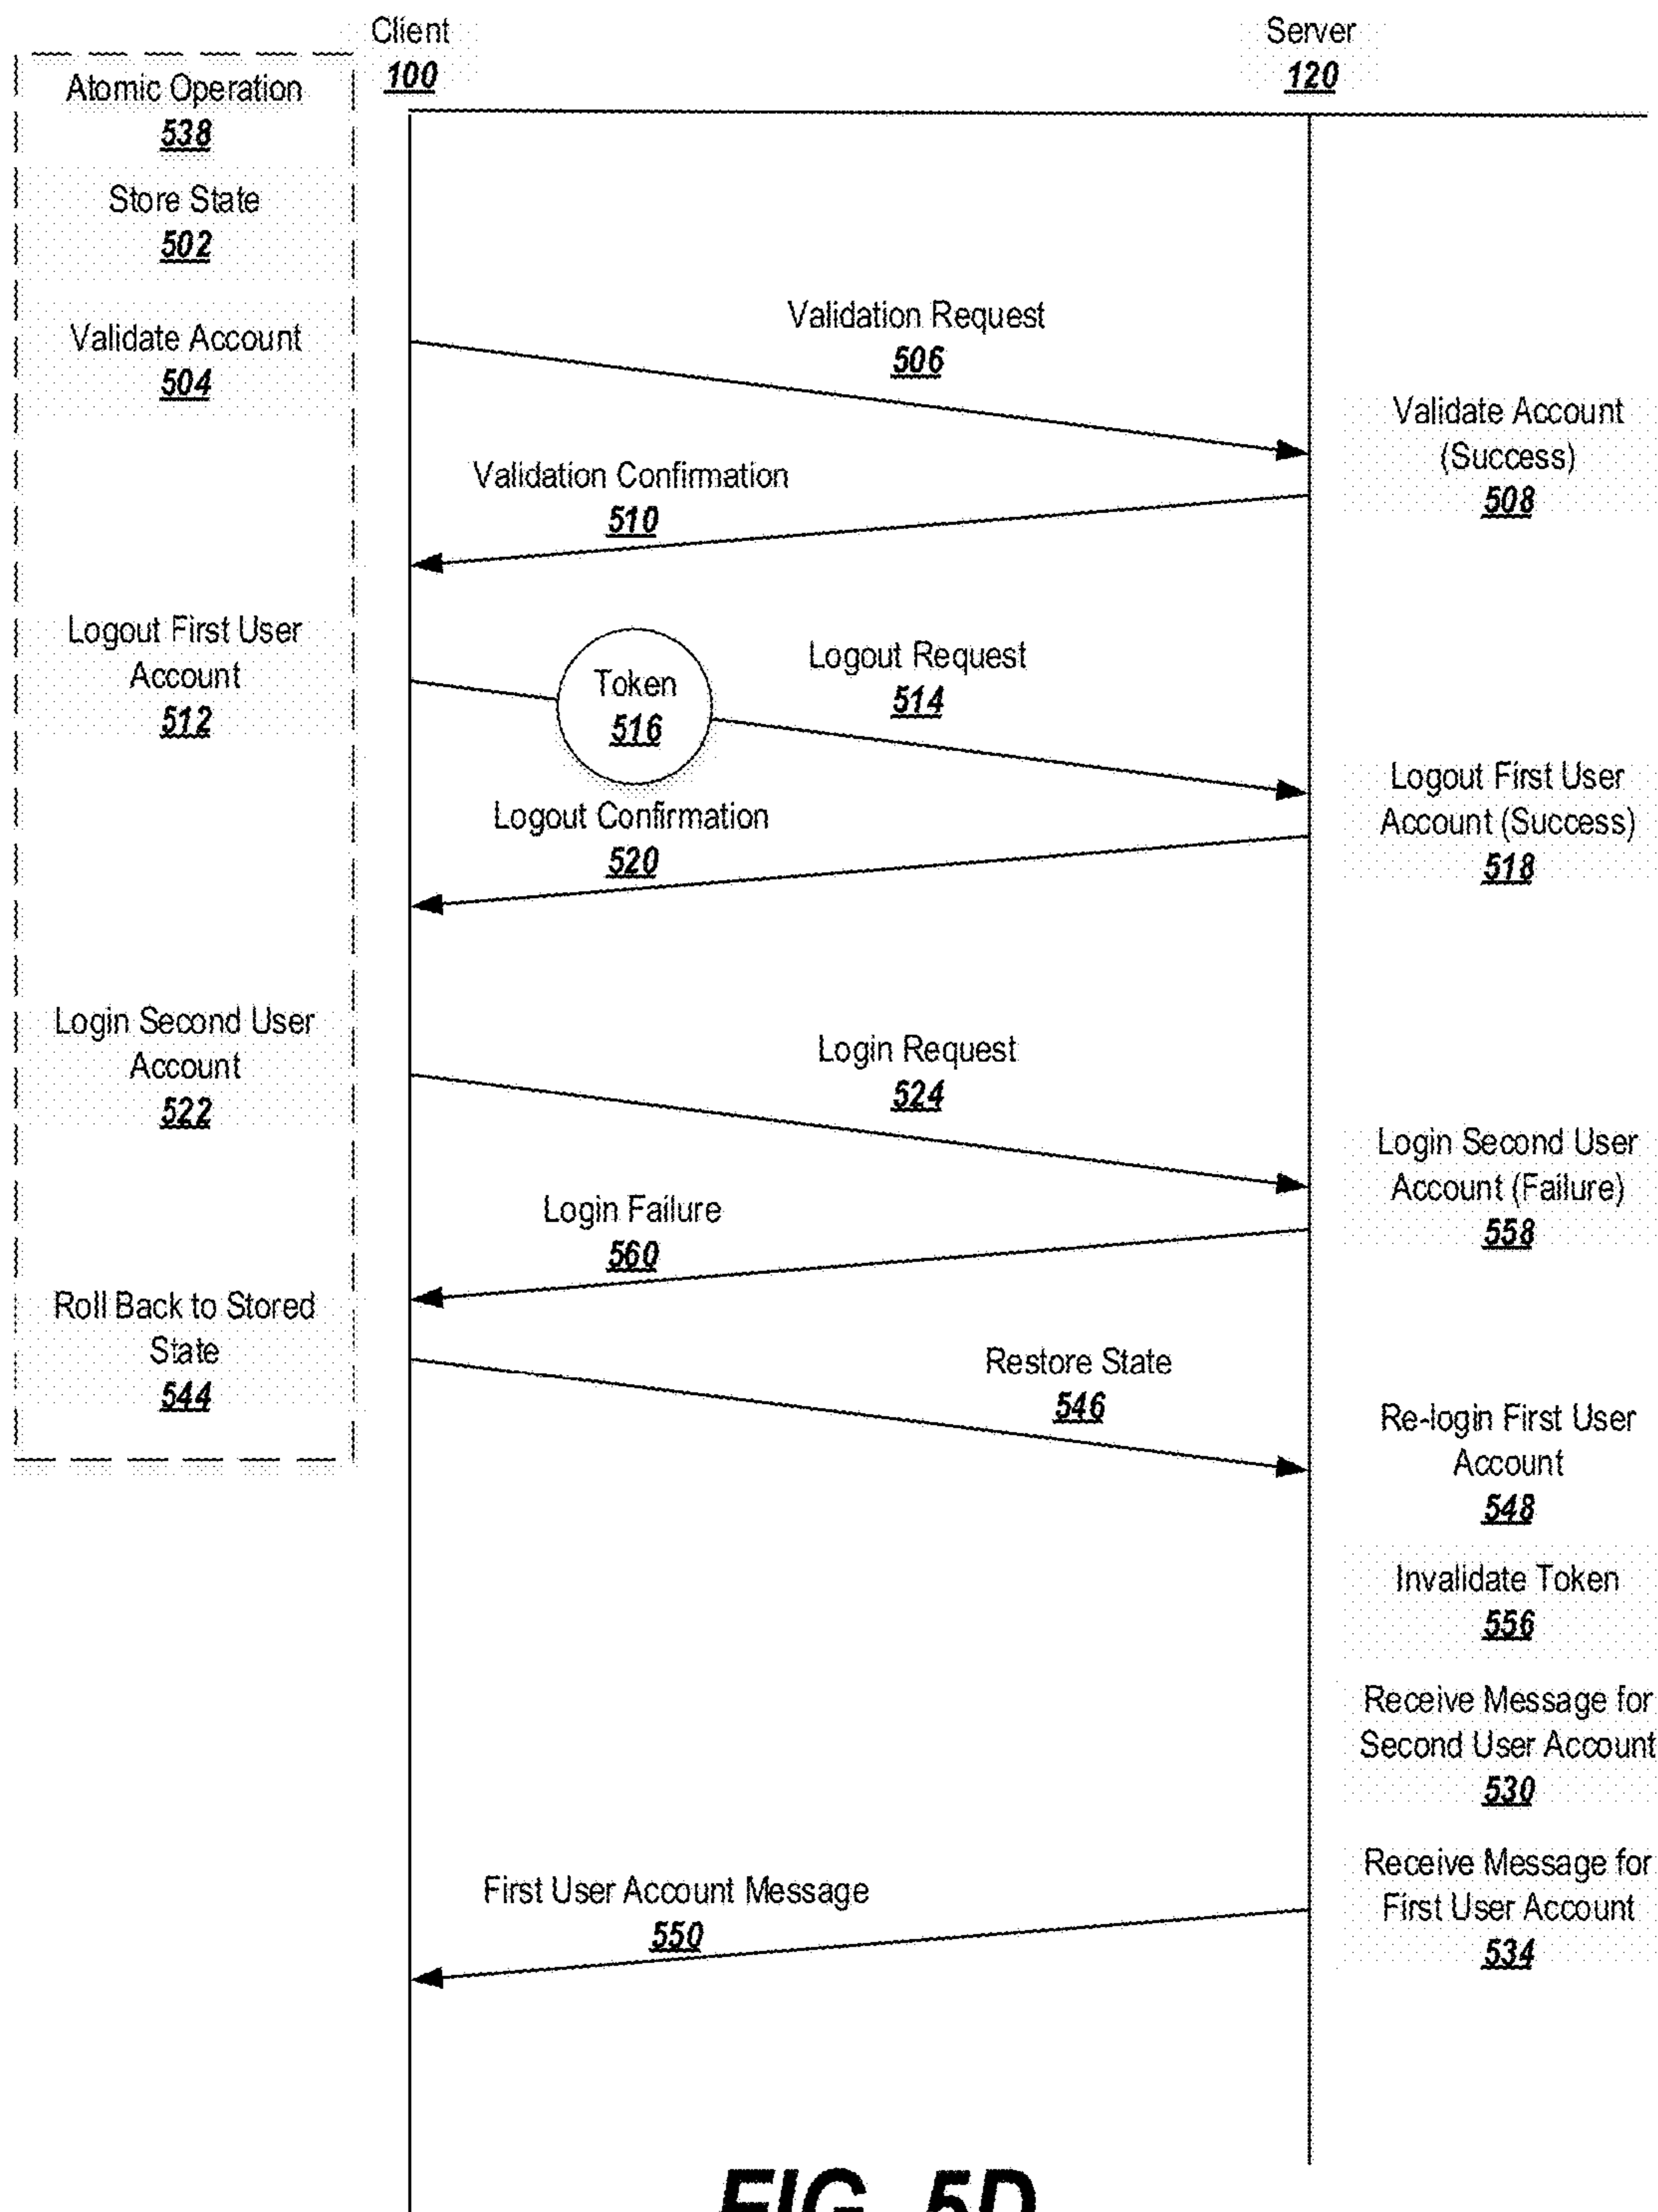 Client
100
Server
120
Atomic Operation
538
Store State
502
Validate Account
504
Validation Request
506
Validate Account
(Success)
508
Validation Confirmation
510
Logout First User
Account
512
Token
516
Logout Request
514
Logout First User
Account (Success)
518
Logout Confirmation
520
Login Second User
Account
522
Login Request
524
Login Second User
Account (Failure)
558
Login Failure
560
Roll Back to Stored
State
544
Restore State
546
Re-login First User
Account
548
Invalidate Token
556
Receive Message for
Second User Account
530
Receive Message for
First User Account
534
First User Account Message
550
FIG. 5D